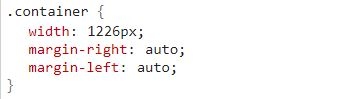 .container {
  width: 1226px;
  margin-right: auto;
  margin-left: auto;
}